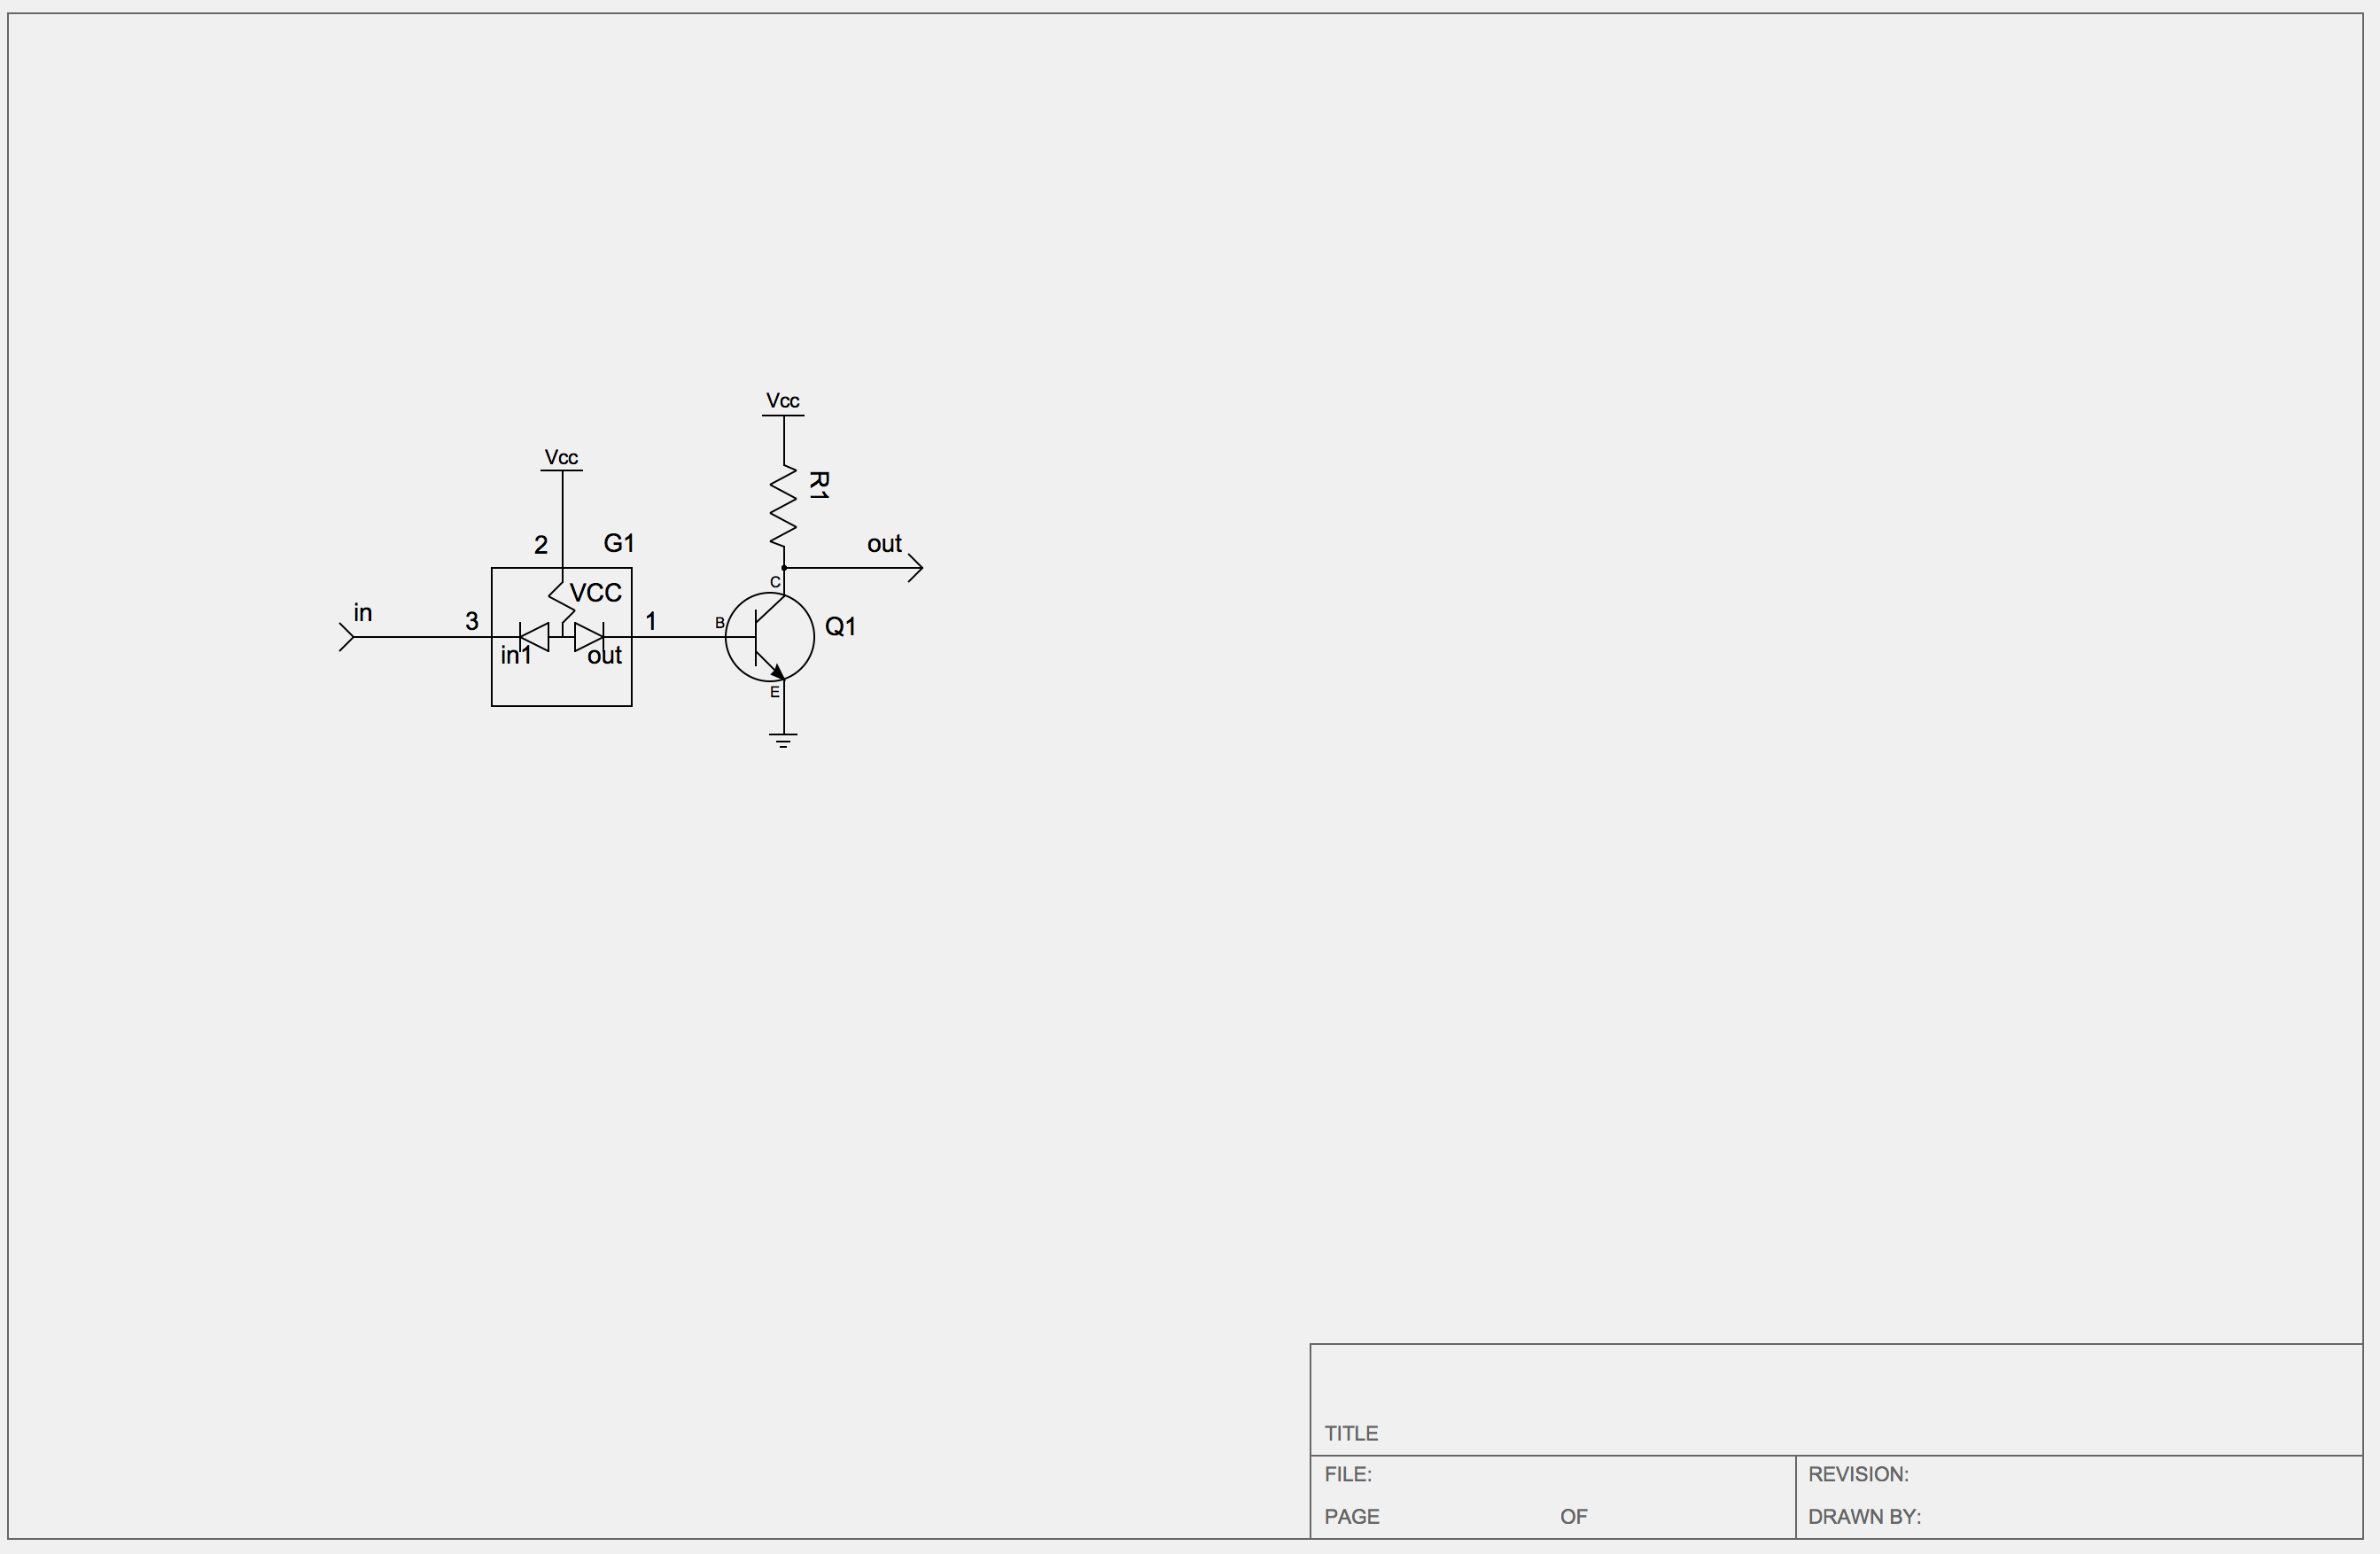 Vcc
Vcc
R1
2
G1
out
VCC
C
in
3
1
B
Q1
in1
out
E
TITLE
FILE:
REVISION:
PAGE OF
DRAWN BY: